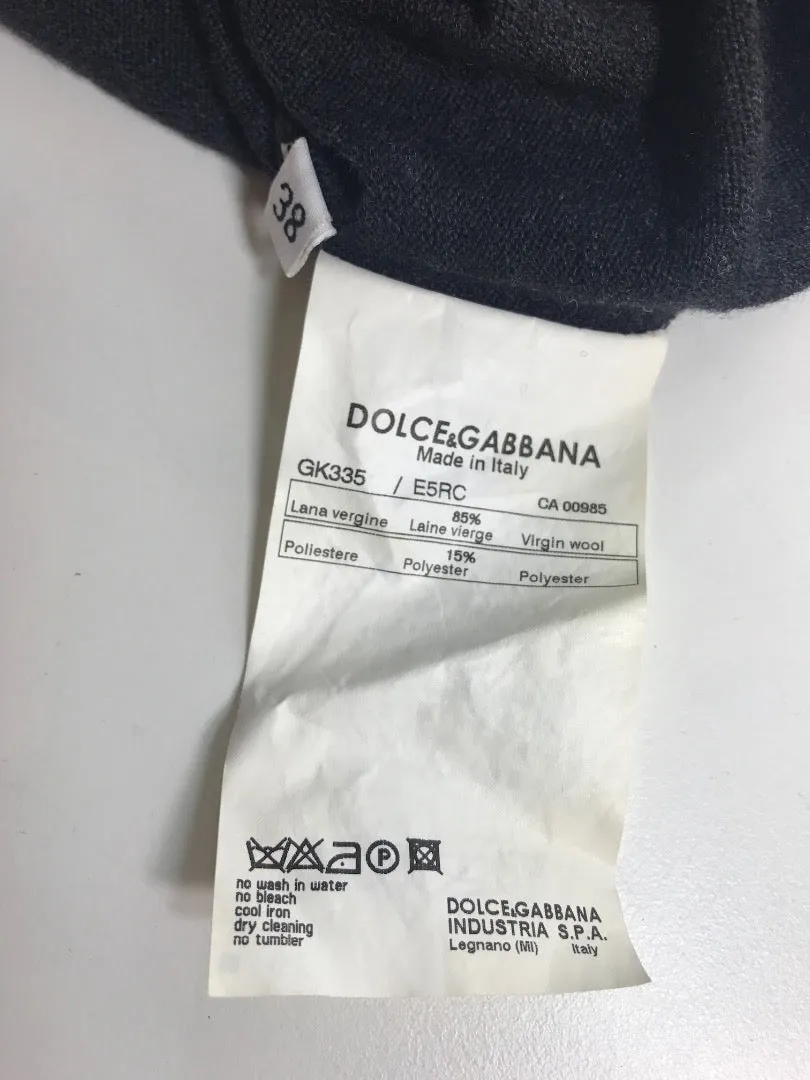 38
DOLCE&GABBANA
Made in Italy
GK335 / E5RC CA 00985
85%
Lana vergine Laine vierge Virgin wool
15%
Poliestere Polyester Polyester
P
no wash in water
no bleach
cool iron
dry cleaning
no tumbler
DOLCE&GABBANA
INDUSTRIA S.P.A.
Legnano (MI) Italy